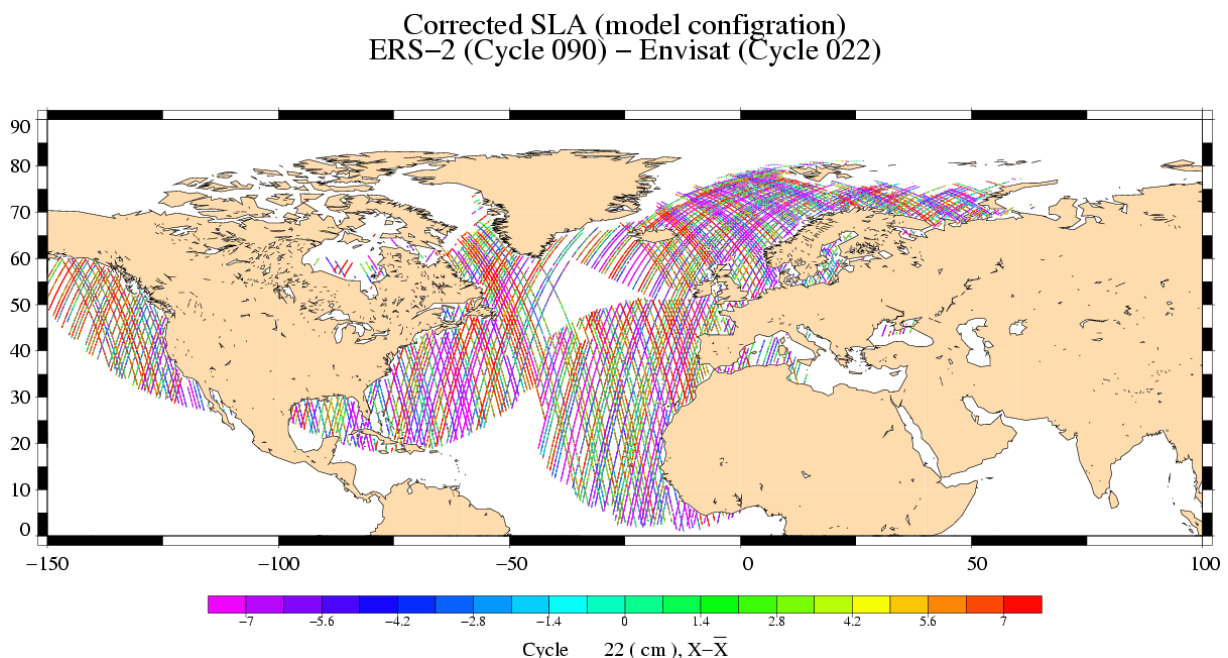 Corrected SLA (model configration)
ERS−2 (Cycle 090) − Envisat (Cycle 022)
90
80
70
60
50
40
30
20
10
0
−150 −100 −50 0 50 100
−7 −5.6 −4.2 −2.8 −1.4 0 1.4 2.8 4.2 5.6 7
Cycle 22 ( cm ), X−X̅